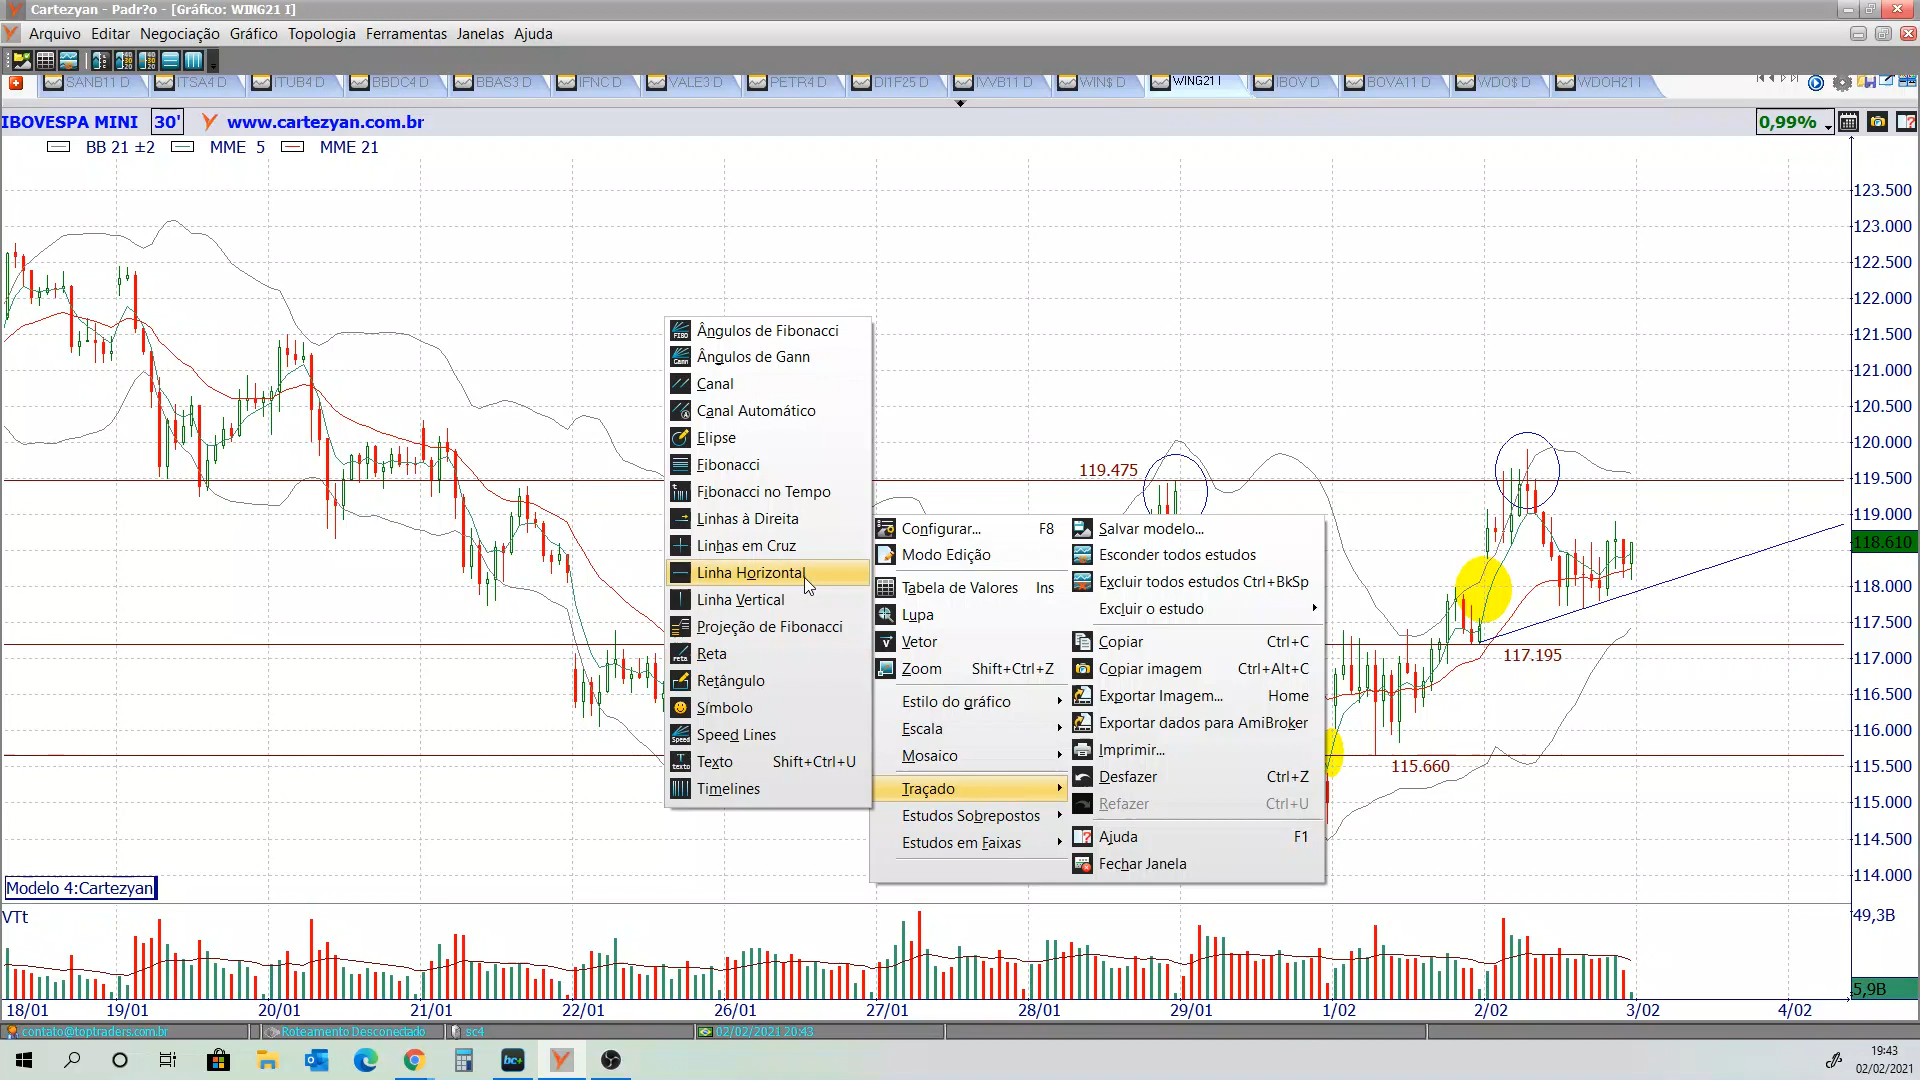 Cartezyan - Padr?o - [Gráfico: WING21 I]
Arquivo Editar Negociação Gráfico Topologia Ferramentas Janelas Ajuda
SANB11 D ITSA4 D ITUB4 D BBDC4 D BBAS3 D IFNC D VALE3 D PETR4 D DI1F25 D IVVB11 D WIN$ D WING21 I IBOV D BOVA11 D WDO$ D WDOH21 I
IBOVESPA MINI 30' www.cartezyan.com.br 0,99%
BB 21 ±2 MME 5 MME 21
123.500
123.000
122.500
122.000
121.500
121.000
120.500
120.000
119.500
119.000
118.610
118.000
117.500
117.000
116.500
116.000
115.500
115.000
114.500
114.000
119.475
117.195
115.660
Ângulos de Fibonacci
Ângulos de Gann
Canal
Canal Automático
Elipse
Fibonacci
Fibonacci no Tempo
Linhas à Direita
Linhas em Cruz
Linha Horizontal
Linha Vertical
Projeção de Fibonacci
Reta
Retângulo
Símbolo
Speed Lines
Texto Shift+Ctrl+U
Timelines
Configurar... F8
Modo Edição
Tabela de Valores Ins
Lupa
Vetor
Zoom Shift+Ctrl+Z
Estilo do gráfico
Escala
Mosaico
Traçado
Estudos Sobrepostos
Estudos em Faixas
Salvar modelo...
Esconder todos estudos
Excluir todos estudos Ctrl+BkSp
Excluir o estudo
Copiar Ctrl+C
Copiar imagem Ctrl+Alt+C
Exportar Imagem... Home
Exportar dados para AmiBroker
Imprimir...
Desfazer Ctrl+Z
Refazer Ctrl+U
Ajuda F1
Fechar Janela
Modelo 4:Cartezyan
VTt
49,3B
5,9B
18/01 19/01 20/01 21/01 22/01 26/01 27/01 28/01 29/01 1/02 2/02 3/02 4/02
contato@toptraders.com.br Roteamento Desconectado sc4 02/02/2021 20:43
19:43
02/02/2021